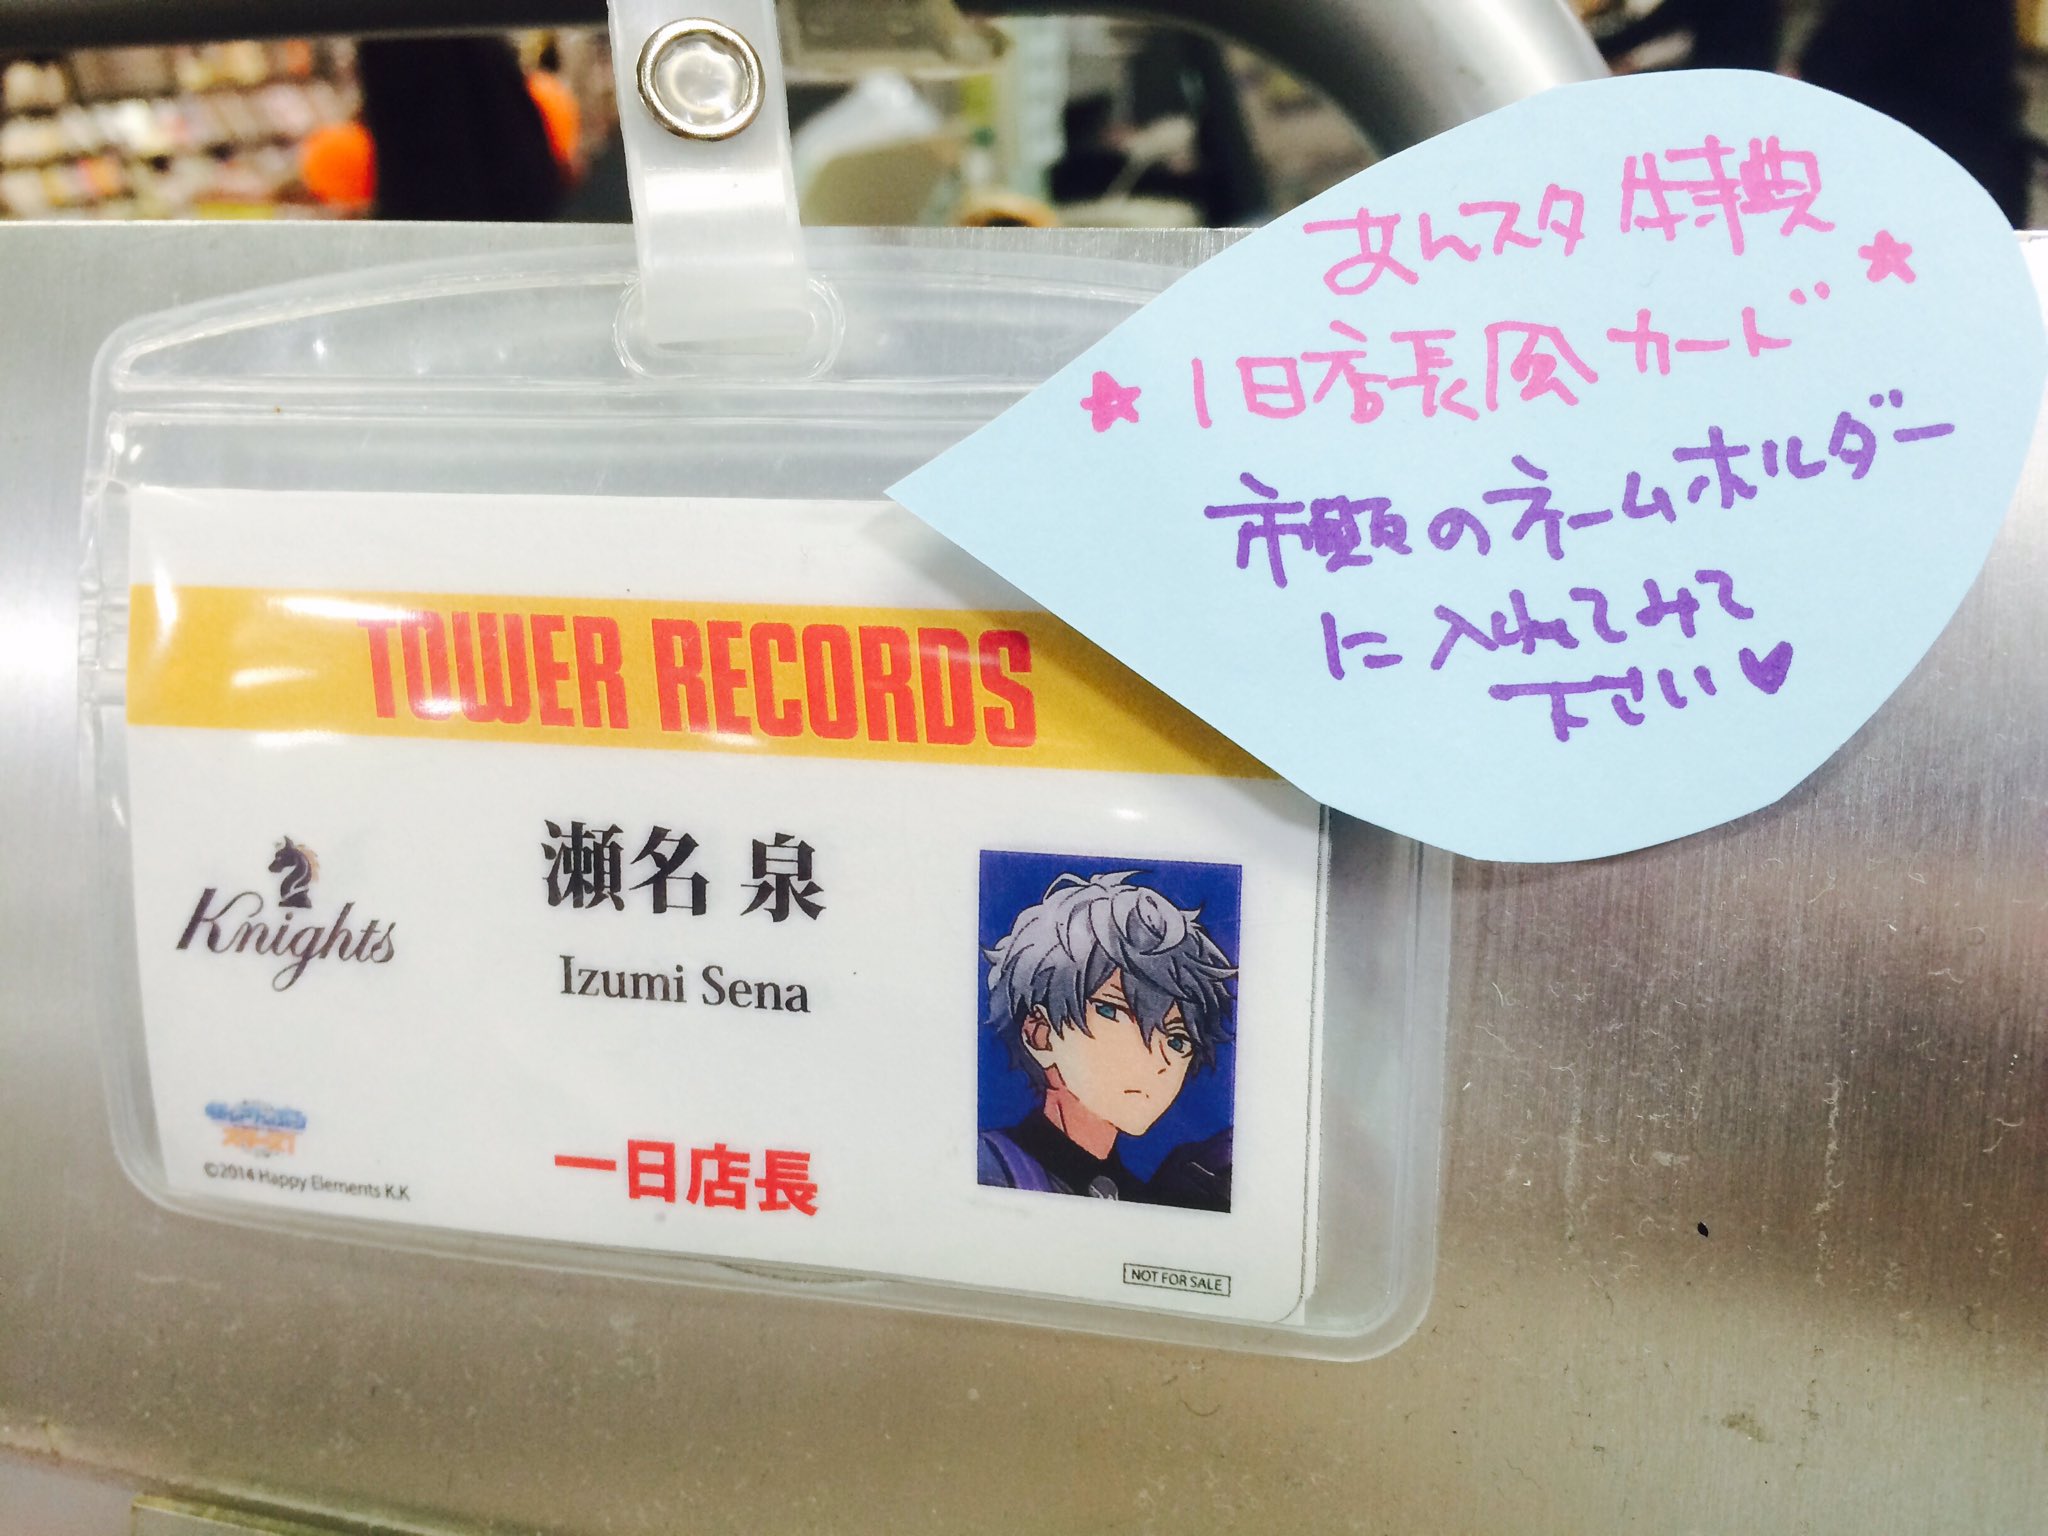 あんスタ特典
★1日店長風カード★
市販のネームホルダー
に入れてみて
下さい♥
TOWER RECORDS
Knights
瀬名 泉
Izumi Sena
一日店長
©2014 Happy Elements K.K
NOT FOR SALE